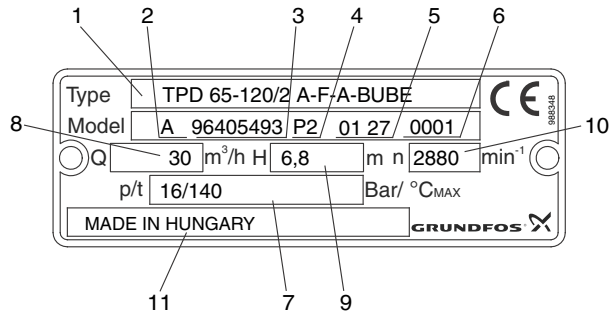 1 2 3 4 5 6
Type TPD 65-120/2 A-F-A-BUBE CE
988348
Model A 96405493 P2 01 27 0001
8 10
Q 30 m³/h H 6,8 m n 2880 min⁻¹
p/t 16/140 Bar/ °CMAX
MADE IN HUNGARY GRUNDFOS
11 7 9